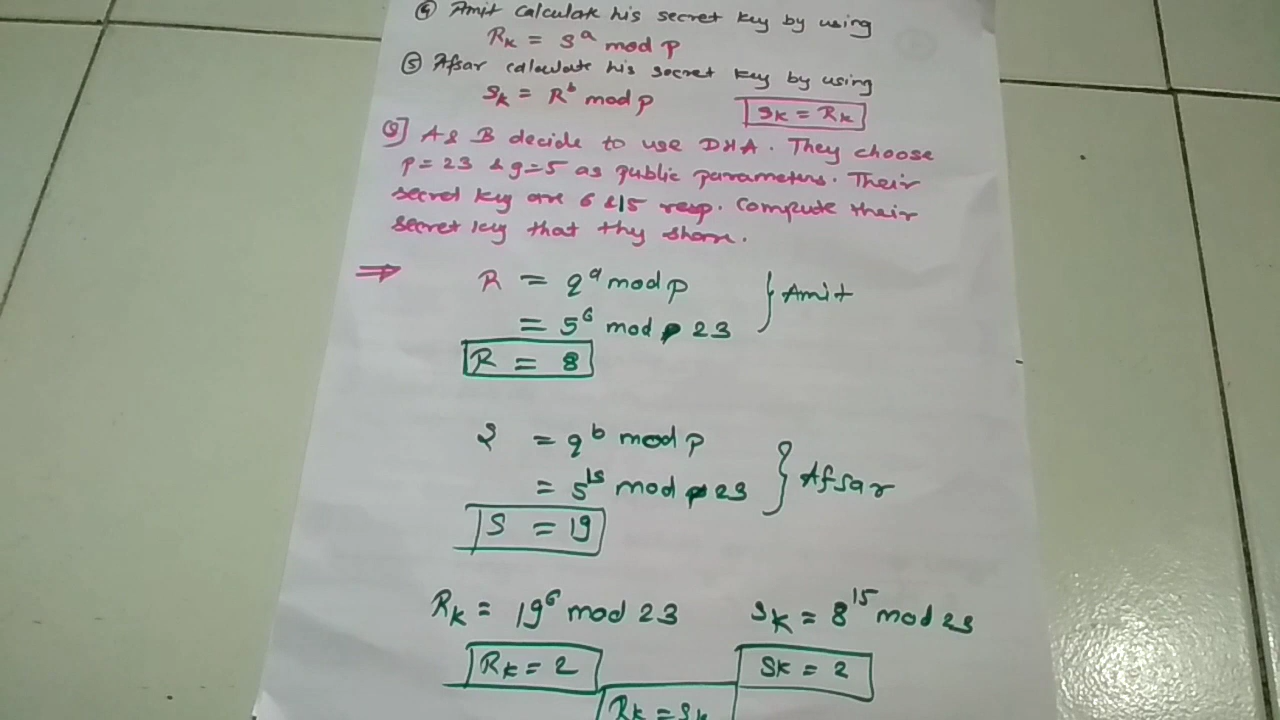 ④ Amit calculate his secret key by using
Rk = S^a mod p
⑤ Afsar calculate his secret key by using
Sk = R^b mod p Sk = Rk
Q] A & B decide to use DHA. They choose
p = 23 & g = 5 as public parameters. Their
secret key are 6 & 15 resp. Compute their
secret key that thy share.
⇒ R = g^a mod p } Amit
= 5^6 mod 23
R = 8
S = g^b mod p
= 5^15 mod 23 } Afsar
S = 19
Rk = 19^6 mod 23 Sk = 8^15 mod 23
Rk = 2 Sk = 2
Rk = Sk